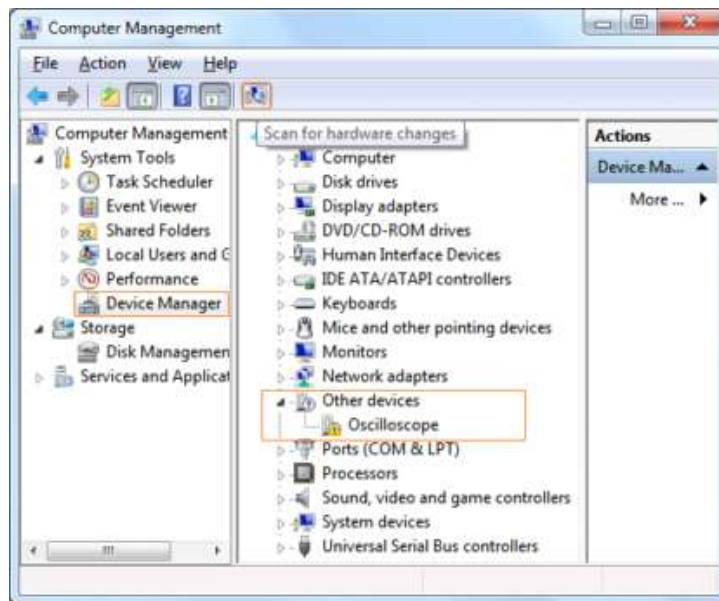 Computer Management
File Action View Help
Computer Management
System Tools
Task Scheduler
Event Viewer
Shared Folders
Local Users and G
Performance
Device Manager
Storage
Disk Managemen
Services and Applicat
Scan for hardware changes
Computer
Disk drives
Display adapters
DVD/CD-ROM drives
Human Interface Devices
IDE ATA/ATAPI controllers
Keyboards
Mice and other pointing devices
Monitors
Network adapters
Other devices
Oscilloscope
Ports (COM & LPT)
Processors
Sound, video and game controllers
System devices
Universal Serial Bus controllers
Actions
Device Ma...
More ...